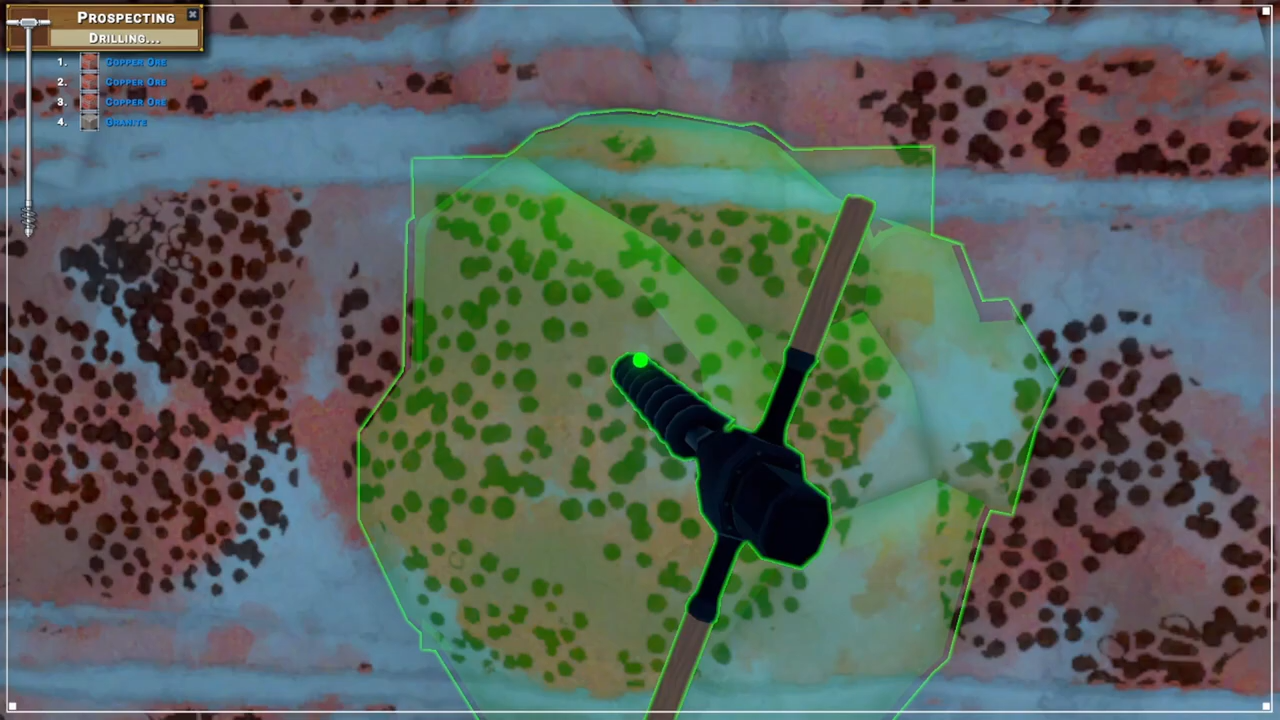 Prospecting
Drilling...
1. Copper Ore
2. Copper Ore
3. Copper Ore
4. Granite